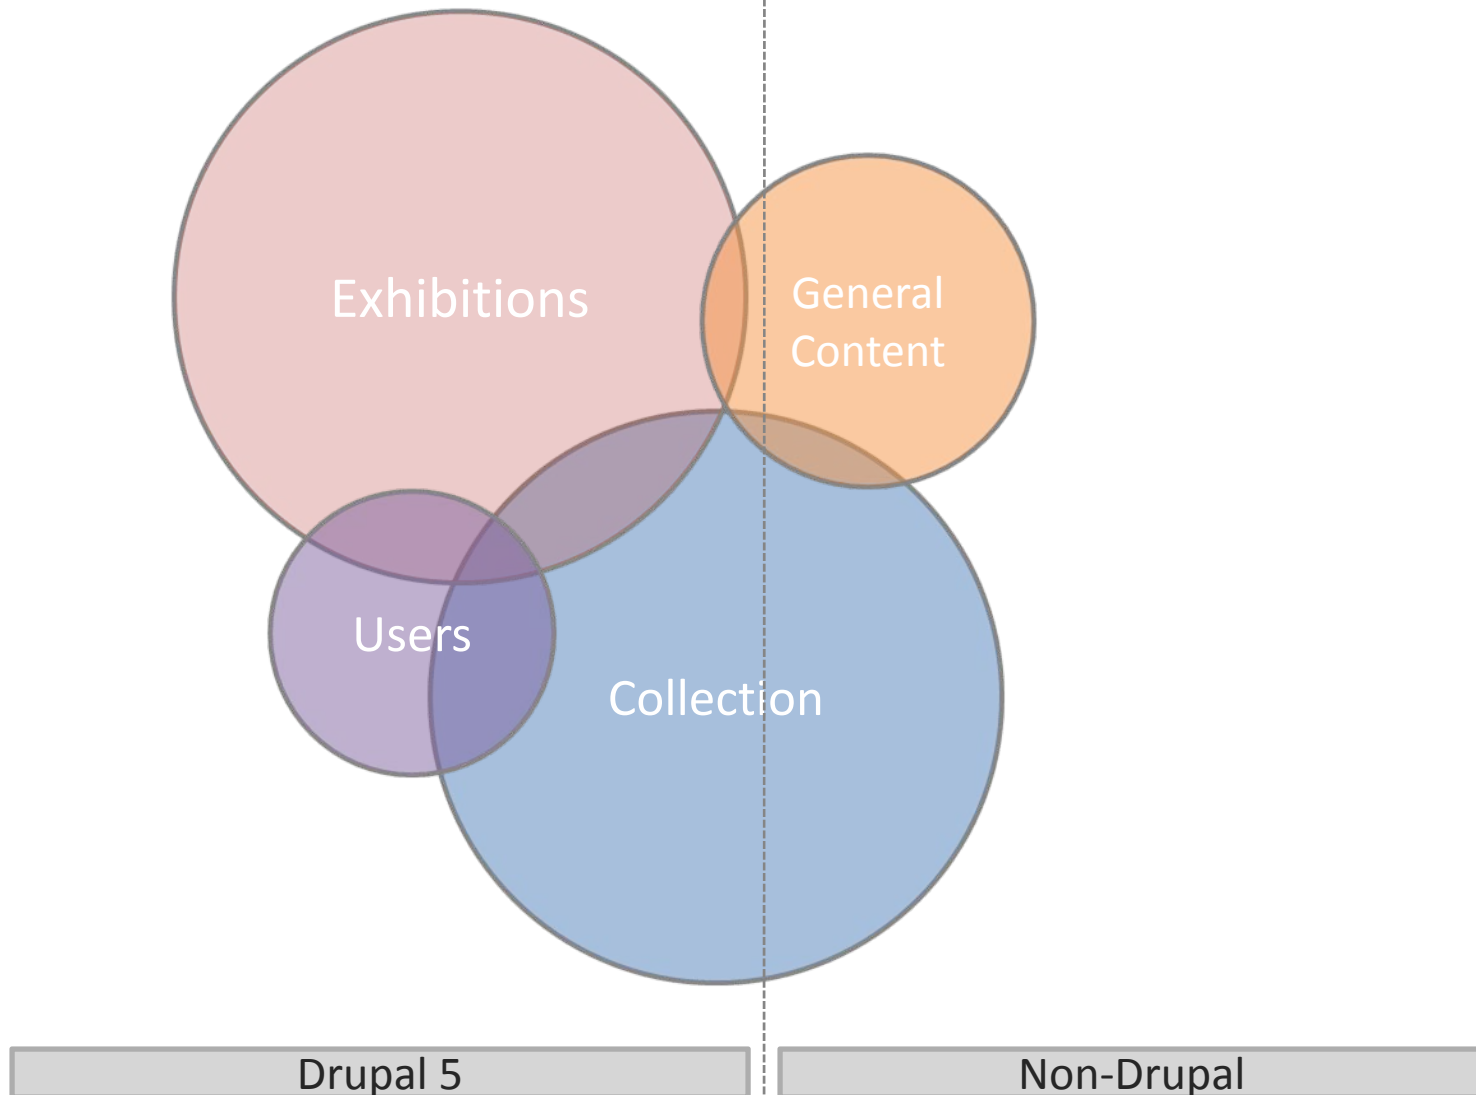 Exhibitions
General
Content
Users
Collection
Drupal 5
Non-Drupal